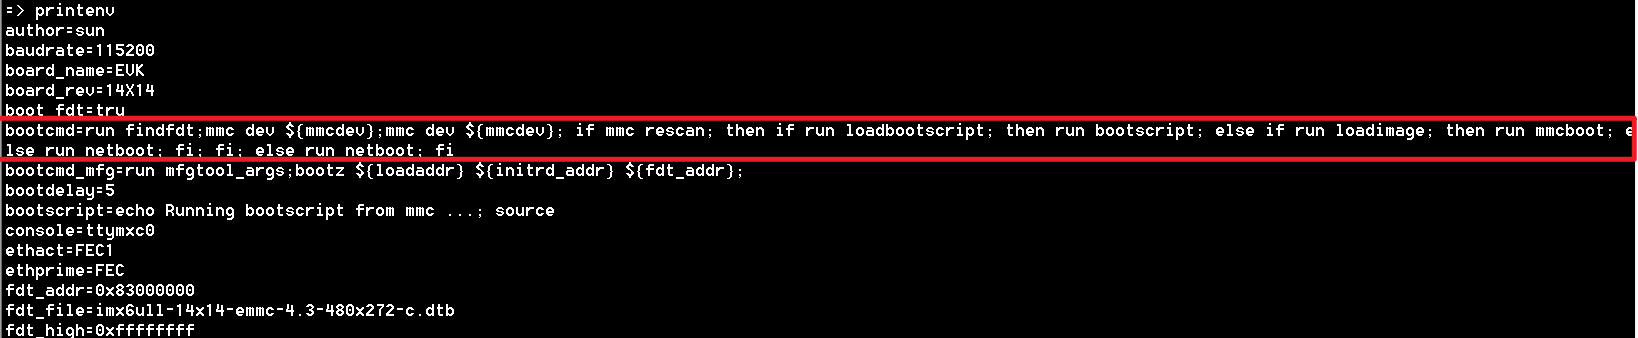 => printenv
author=sun
baudrate=115200
board_name=EVK
board_rev=14X14
boot_fdt=try
bootcmd=run findfdt;mmc dev ${mmcdev};mmc dev ${mmcdev}; if mmc rescan; then if run loadbootscript; then run bootscript; else if run loadimage; then run mmcboot; e
lse run netboot; fi; fi; else run netboot; fi
bootcmd_mfg=run mfgtool_args;bootz ${loadaddr} ${initrd_addr} ${fdt_addr};
bootdelay=5
bootscript=echo Running bootscript from mmc ...; source
console=ttymxc0
ethact=FEC1
ethprime=FEC
fdt_addr=0x83000000
fdt_file=imx6ull-14x14-emmc-4.3-480x272-c.dtb
fdt_high=0xffffffff